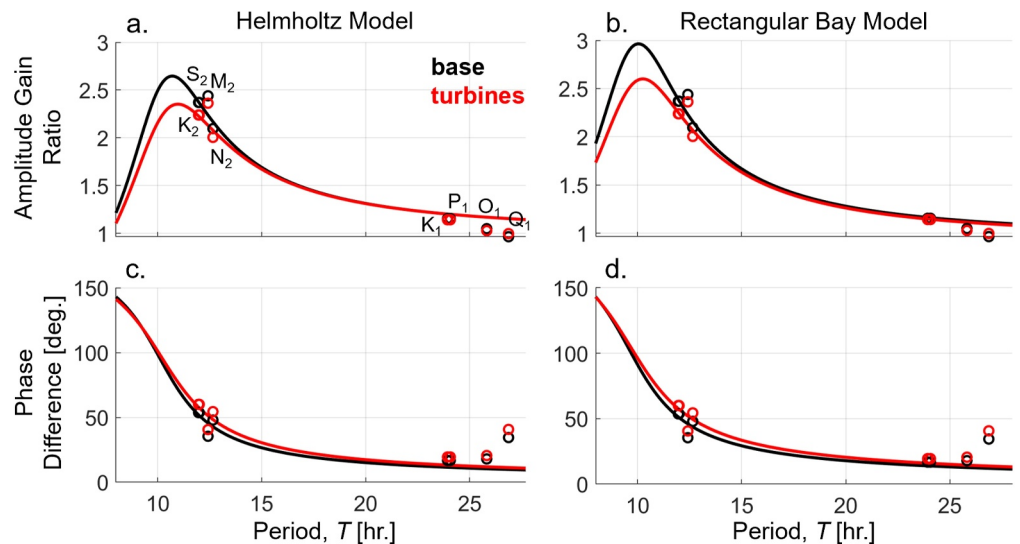 Helmholtz Model
Rectangular Bay Model
a.
b.
Amplitude Gain
Ratio
3
2.5
2
1.5
1
S2 M2
K2
N2
base
turbines
P1 O1 Q1
K1
3
2.5
2
1.5
1
c.
d.
Phase
Difference [deg.]
150
100
50
0
10 15 20 25
Period, T [hr.]
150
100
50
0
10 15 20 25
Period, T [hr.]